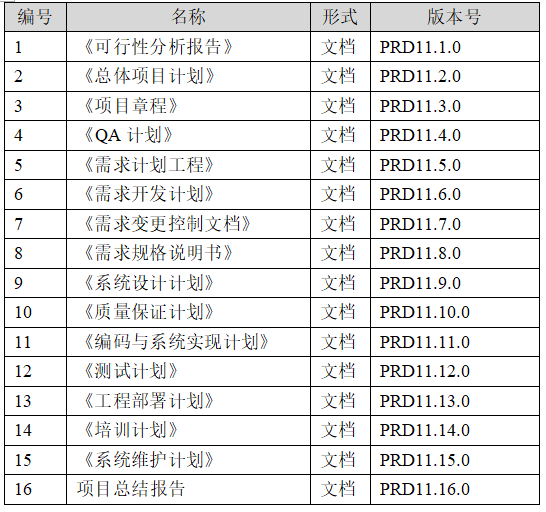 编号 名称 形式 版本号
1 《可行性分析报告》 文档 PRD11.1.0
2 《总体项目计划》 文档 PRD11.2.0
3 《项目章程》 文档 PRD11.3.0
4 《QA 计划》 文档 PRD11.4.0
5 《需求计划工程》 文档 PRD11.5.0
6 《需求开发计划》 文档 PRD11.6.0
7 《需求变更控制文档》 文档 PRD11.7.0
8 《需求规格说明书》 文档 PRD11.8.0
9 《系统设计计划》 文档 PRD11.9.0
10 《质量保证计划》 文档 PRD11.10.0
11 《编码与系统实现计划》 文档 PRD11.11.0
12 《测试计划》 文档 PRD11.12.0
13 《工程部署计划》 文档 PRD11.13.0
14 《培训计划》 文档 PRD11.14.0
15 《系统维护计划》 文档 PRD11.15.0
16 项目总结报告 文档 PRD11.16.0